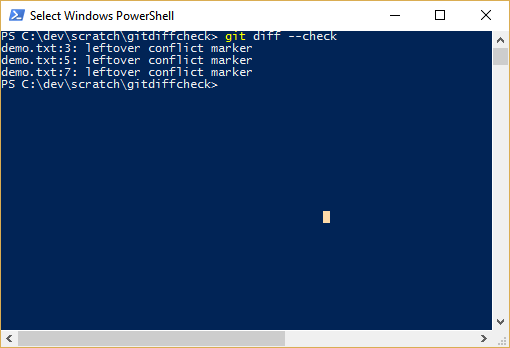 Select Windows PowerShell
PS C:\dev\scratch\gitdiffcheck> git diff --check
demo.txt:3: leftover conflict marker
demo.txt:5: leftover conflict marker
demo.txt:7: leftover conflict marker
PS C:\dev\scratch\gitdiffcheck>